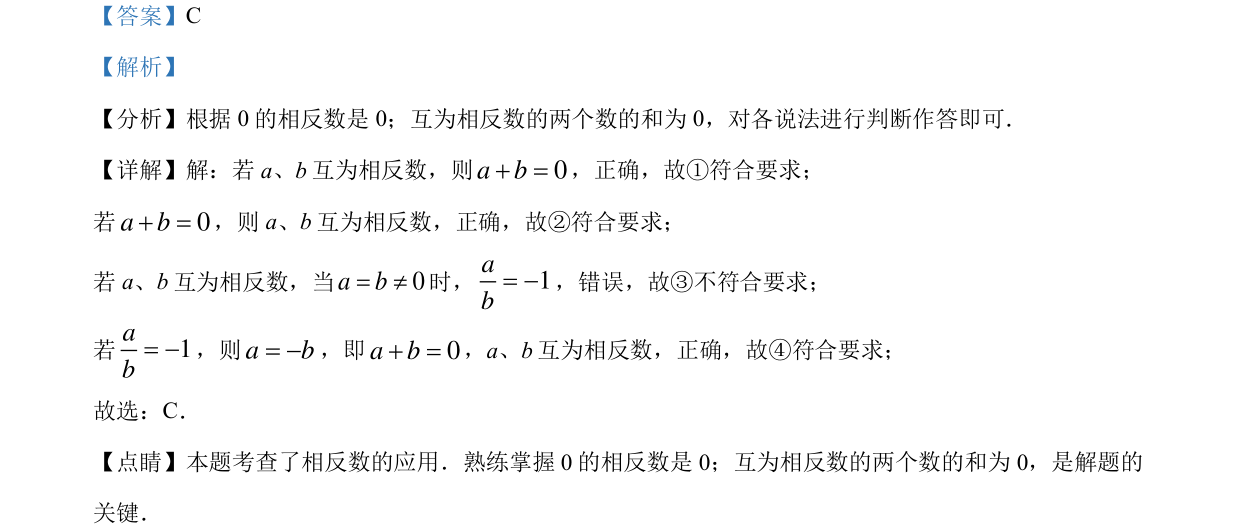 【答案】C
【解析】
【分析】根据 0 的相反数是 0；互为相反数的两个数的和为 0，对各说法进行判断作答即可．
【详解】解：若 a、b 互为相反数，则 a + b = 0，正确，故①符合要求；
若 a + b = 0，则 a、b 互为相反数，正确，故②符合要求；
若 a、b 互为相反数，当 a = b ≠ 0 时，a/b = −1，错误，故③不符合要求；
若 a/b = −1，则 a = −b，即 a + b = 0，a、b 互为相反数，正确，故④符合要求；
故选：C．
【点睛】本题考查了相反数的应用．熟练掌握 0 的相反数是 0；互为相反数的两个数的和为 0，是解题的
关键．